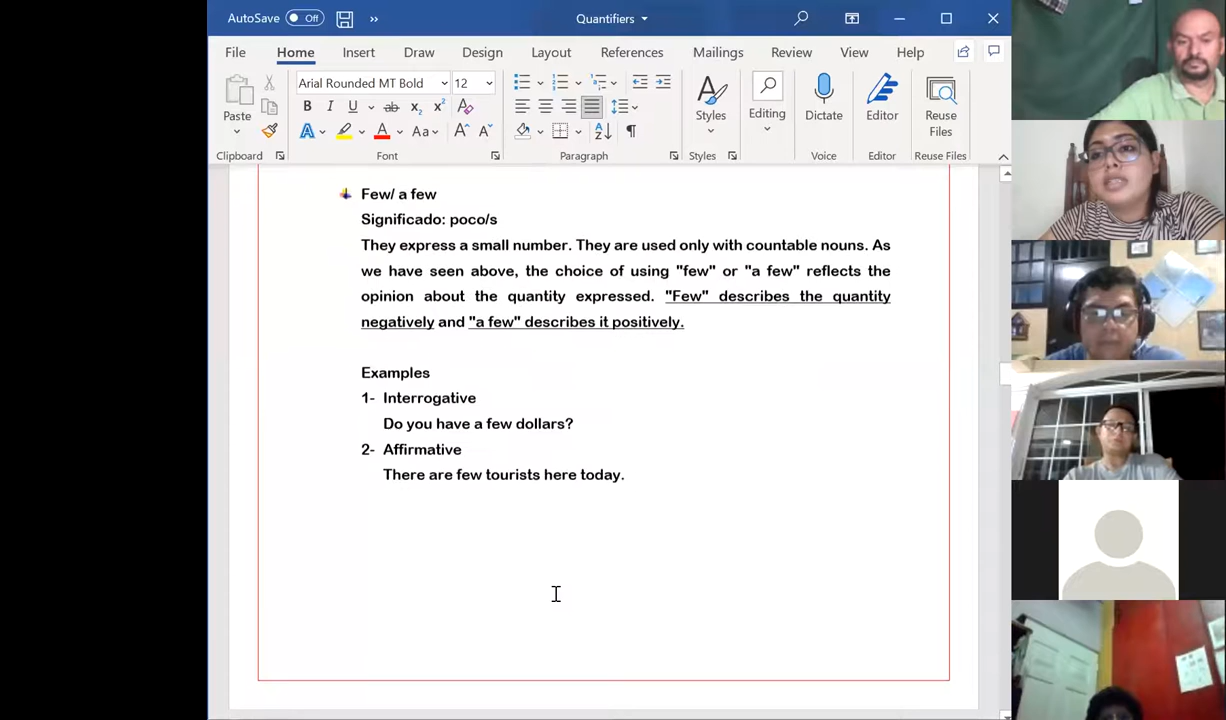 AutoSave Off Quantifiers
File Home Insert Draw Design Layout References Mailings Review View Help
Arial Rounded MT Bold 12
Paste
B I U ab x₂ x²
A A Aa A A
Styles Editing Dictate Editor Reuse Files
Clipboard Font Paragraph Styles Voice Editor Reuse Files
Few/ a few
Significado: poco/s
They express a small number. They are used only with countable nouns. As
we have seen above, the choice of using "few" or "a few" reflects the
opinion about the quantity expressed. "Few" describes the quantity
negatively and "a few" describes it positively.
Examples
1- Interrogative
Do you have a few dollars?
2- Affirmative
There are few tourists here today.